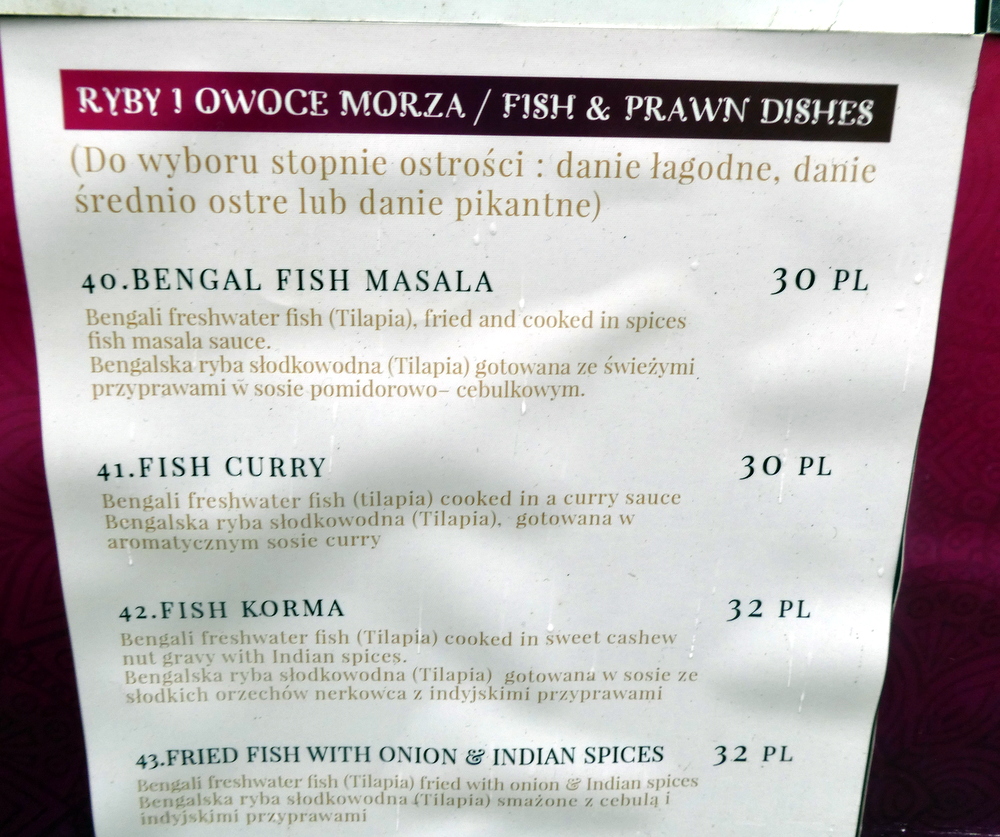 RYBY I OWOCE MORZA / FISH & PRAWN DISHES
(Do wyboru stopnie ostrości : danie łagodne, danie
średnio ostre lub danie pikantne)
40.BENGAL FISH MASALA 30 PL
Bengali freshwater fish (Tilapia), fried and cooked in spices
fish masala sauce.
Bengalska ryba słodkowodna (Tilapia) gotowana ze świeżymi
przyprawami w sosie pomidorowo– cebulkowym.
41.FISH CURRY 30 PL
Bengali freshwater fish (tilapia) cooked in a curry sauce
Bengalska ryba słodkowodna (Tilapia), gotowana w
aromatycznym sosie curry
42.FISH KORMA 32 PL
Bengali freshwater fish (Tilapia) cooked in sweet cashew
nut gravy with Indian spices.
Bengalska ryba słodkowodna (Tilapia) gotowana w sosie ze
słodkich orzechów nerkowca z indyjskimi przyprawami
43.FRIED FISH WITH ONION & INDIAN SPICES 32 PL
Bengali freshwater fish (Tilapia) fried with onion & Indian spices
Bengalska ryba słodkowodna (Tilapia) smażone z cebulą i
indyjskimi przyprawami